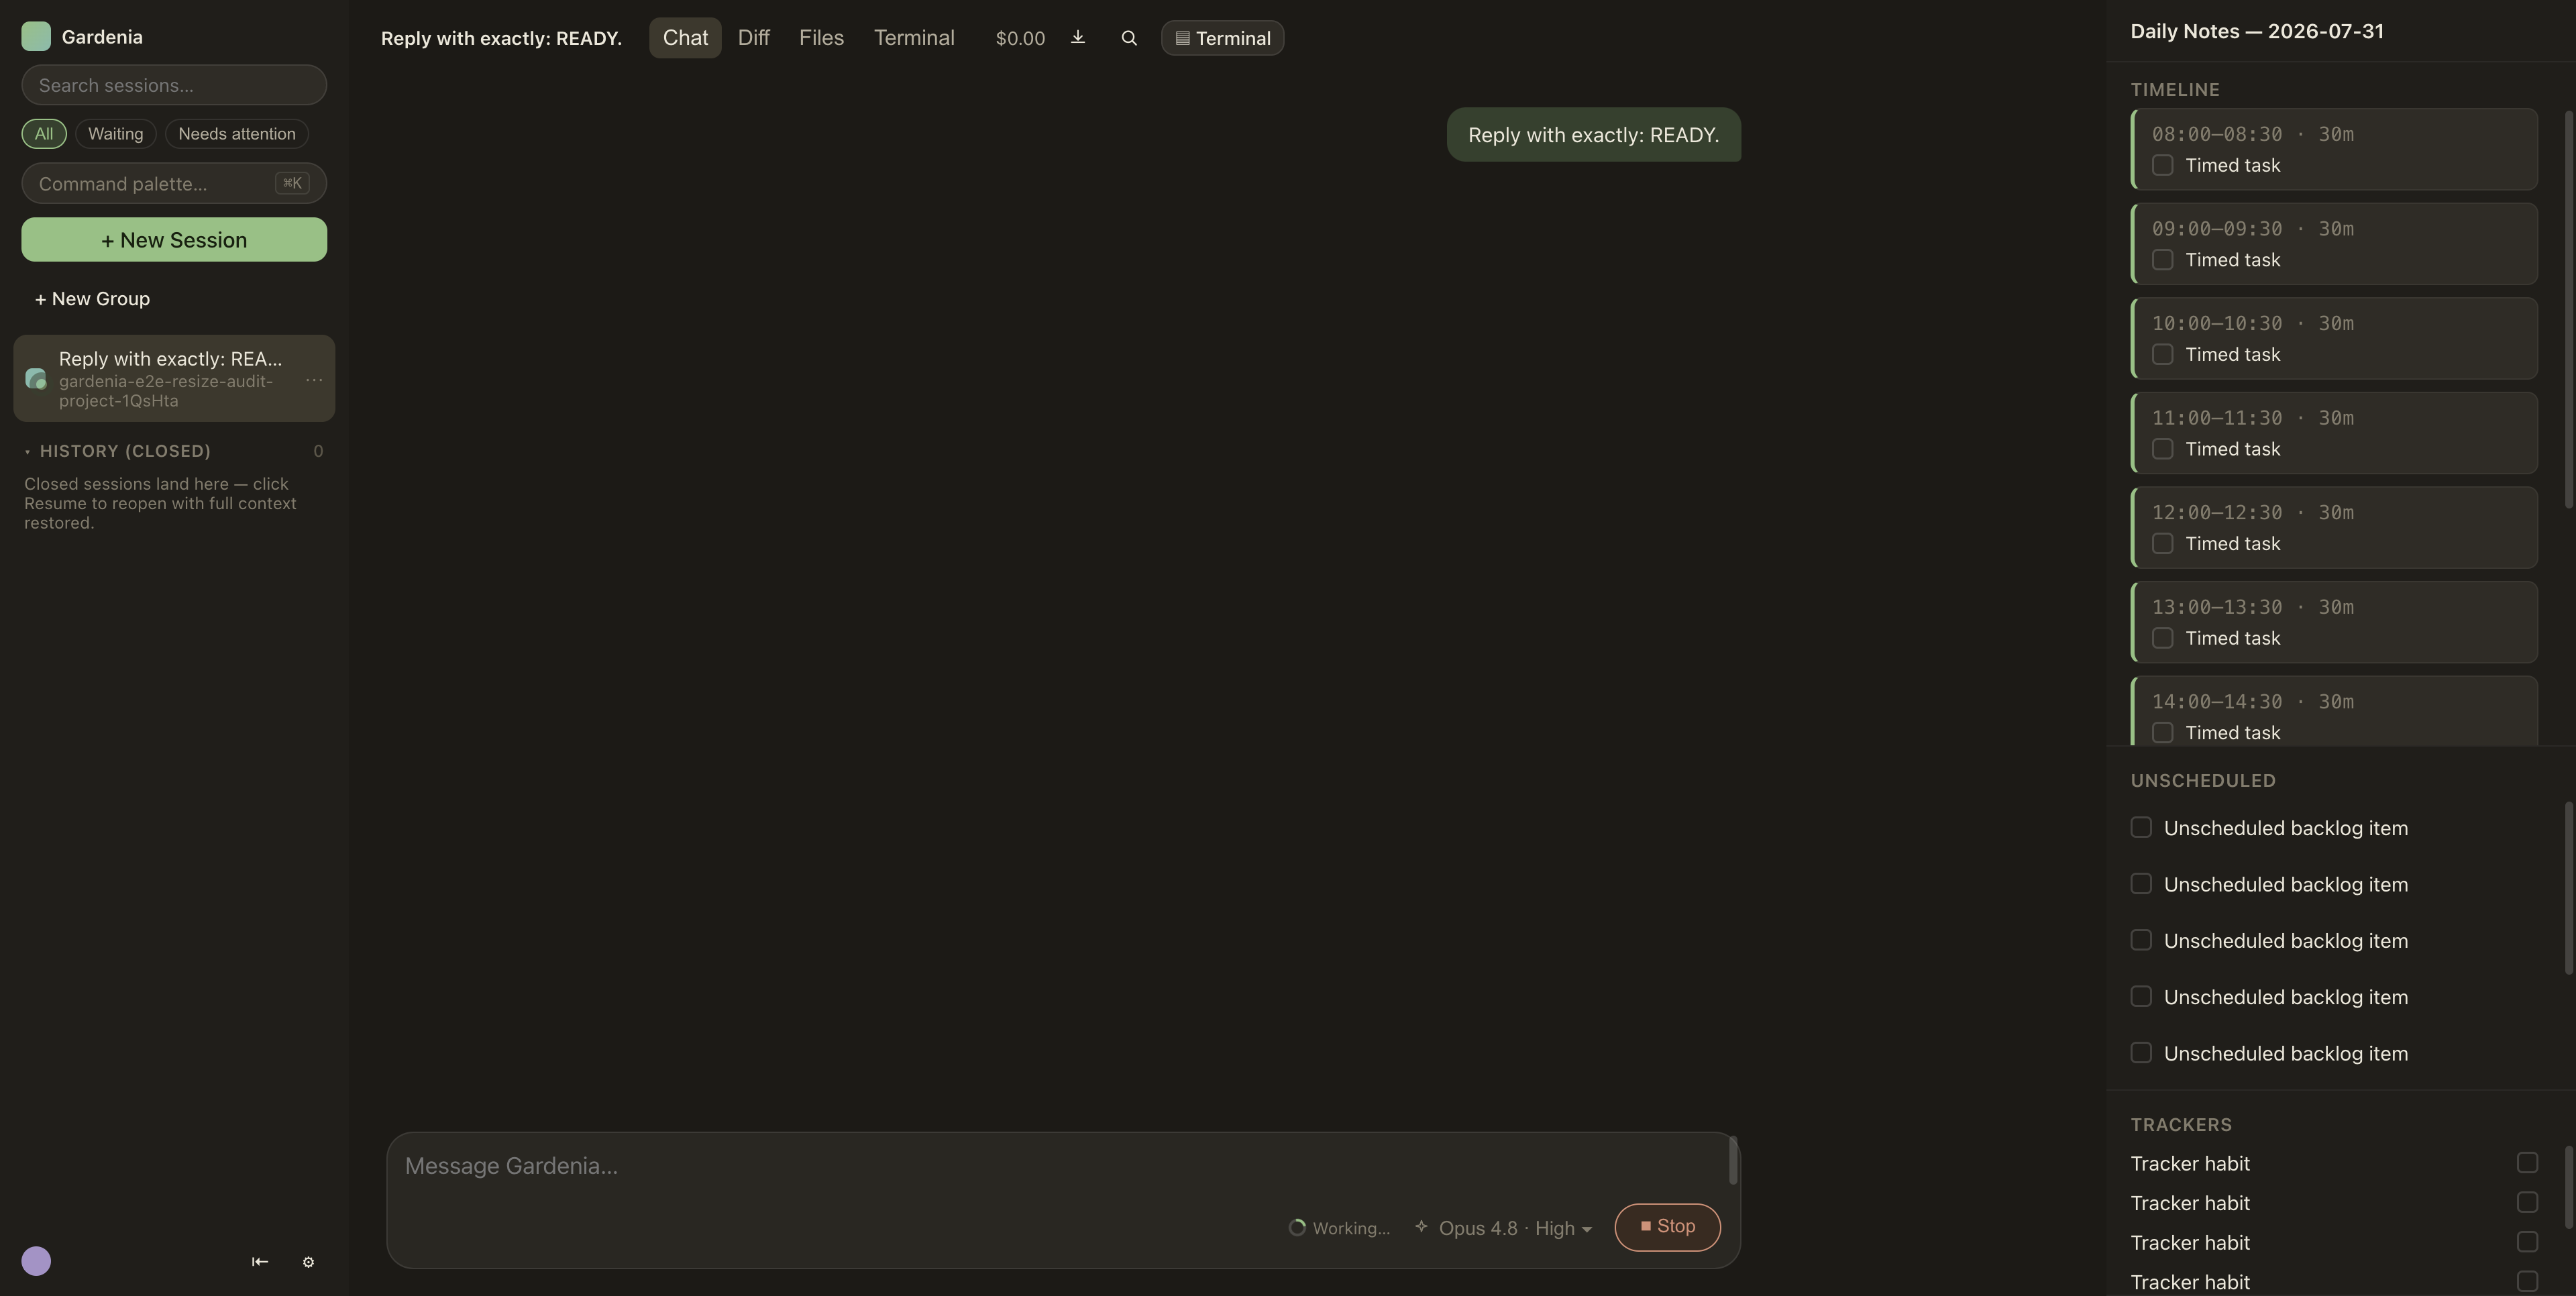 Gardenia
Search sessions...
All
Waiting
Needs attention
Command palette...
⌘K
+ New Session
+ New Group
Reply with exactly: REA...
gardenia-e2e-resize-audit-
project-1QsHta
HISTORY (CLOSED)
0
Closed sessions land here — click
Resume to reopen with full context
restored.
Reply with exactly: READY.
Chat
Diff
Files
Terminal
$0.00
Terminal
Reply with exactly: READY.
Message Gardenia...
Working...
Opus 4.8 · High
Stop
Daily Notes — 2026-07-31
TIMELINE
08:00–08:30 · 30m
Timed task
09:00–09:30 · 30m
Timed task
10:00–10:30 · 30m
Timed task
11:00–11:30 · 30m
Timed task
12:00–12:30 · 30m
Timed task
13:00–13:30 · 30m
Timed task
14:00–14:30 · 30m
Timed task
UNSCHEDULED
Unscheduled backlog item
Unscheduled backlog item
Unscheduled backlog item
Unscheduled backlog item
Unscheduled backlog item
TRACKERS
Tracker habit
Tracker habit
Tracker habit
Tracker habit